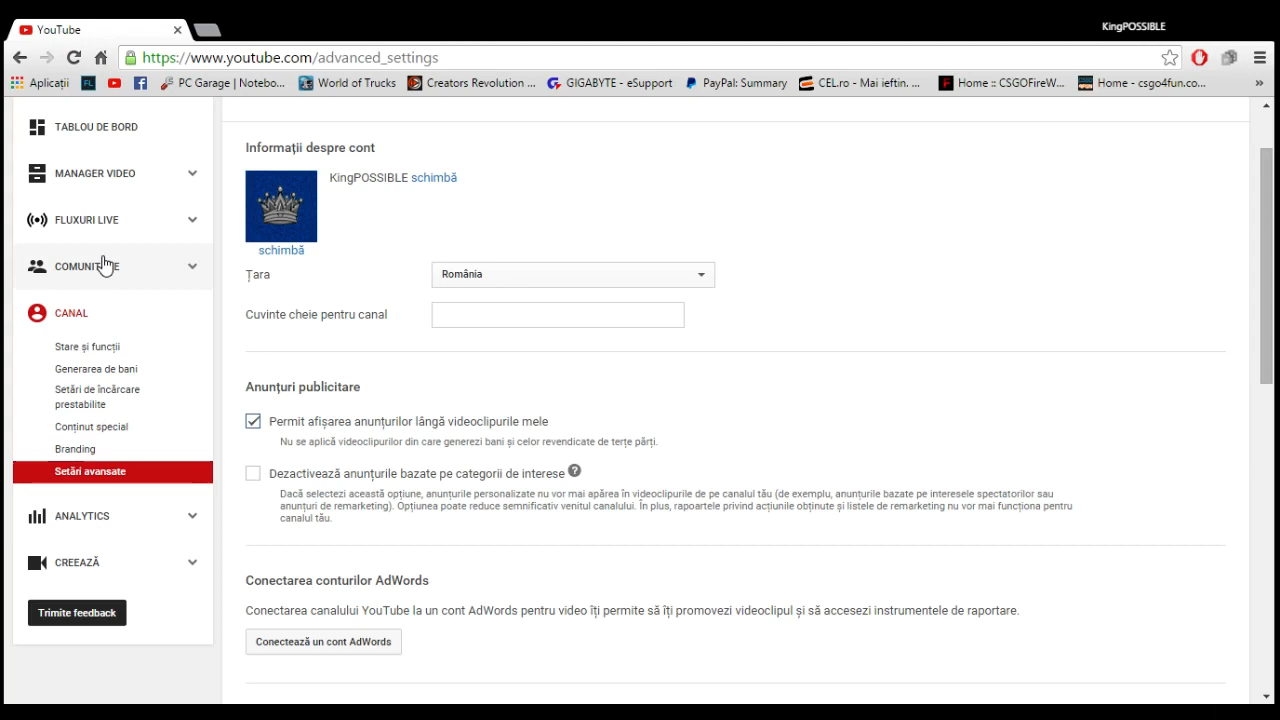 YouTube
KingPOSSIBLE
https://www.youtube.com/advanced_settings
Aplicații
FL
PC Garage | Notebo...
World of Trucks
Creators Revolution ...
GIGABYTE - eSupport
PayPal: Summary
CEL.ro - Mai ieftin. ...
Home :: CSGOFireW...
Home - csgo4fun.co...
»
TABLOU DE BORD
MANAGER VIDEO
FLUXURI LIVE
CANAL
Stare și funcții
Generarea de bani
Setări de încărcare
prestabilite
Conținut special
Branding
Setări avansate
ANALYTICS
CREEAZĂ
Trimite feedback
Informații despre cont
KingPOSSIBLE schimbă
schimbă
Țara
România
Cuvinte cheie pentru canal
Anunțuri publicitare
Permit afișarea anunțurilor lângă videoclipurile mele
Nu se aplică videoclipurilor din care generezi bani și celor revendicate de terțe părți.
Dezactivează anunțurile bazate pe categorii de interese ?
Dacă selectezi această opțiune, anunțurile personalizate nu vor mai apărea în videoclipurile de pe canalul tău (de exemplu, anunțurile bazate pe interesele spectatorilor sau
anunțuri de remarketing). Opțiunea poate reduce semnificativ venitul canalului. În plus, rapoartele privind acțiunile obținute și listele de remarketing nu vor mai funcționa pentru
canalul tău.
Conectarea conturilor AdWords
Conectarea canalului YouTube la un cont AdWords pentru video îți permite să îți promovezi videoclipul și să accesezi instrumentele de raportare.
Conectează un cont AdWords